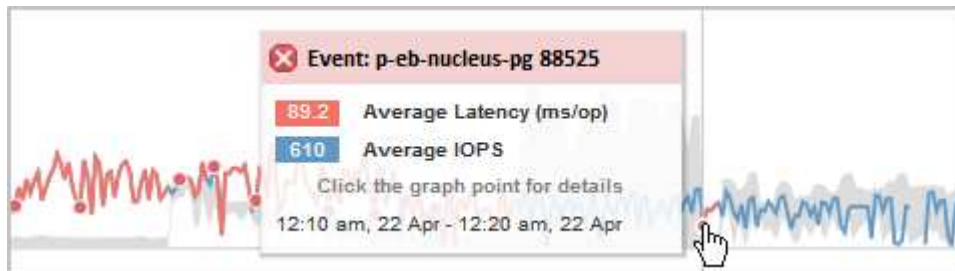 Event: p-eb-nucleus-pg 88525
89.2 Average Latency (ms/op)
610 Average IOPS
Click the graph point for details
12:10 am, 22 Apr - 12:20 am, 22 Apr